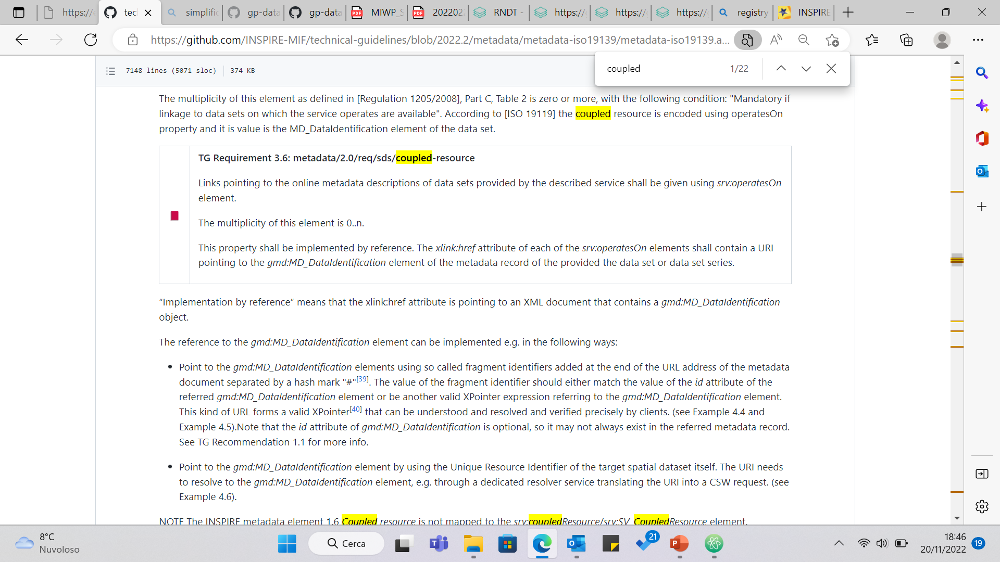 https://
tec
simplific
gp-data
gp-data
MIWP_S
202202
RNDT -
https://
https://
https://
registry
INSPIRE
https://github.com/INSPIRE-MIF/technical-guidelines/blob/2022.2/metadata/metadata-iso19139/metadata-iso19139.a...
coupled 1/22
7148 lines (5071 sloc) 374 KB
The multiplicity of this element as defined in [Regulation 1205/2008], Part C, Table 2 is zero or more, with the following condition: "Mandatory if
linkage to data sets on which the service operates are available". According to [ISO 19119] the coupled resource is encoded using operatesOn
property and it is value is the MD_DataIdentification element of the data set.
TG Requirement 3.6: metadata/2.0/req/sds/coupled-resource
Links pointing to the online metadata descriptions of data sets provided by the described service shall be given using srv:operatesOn
element.
The multiplicity of this element is 0..n.
This property shall be implemented by reference. The xlink:href attribute of each of the srv:operatesOn elements shall contain a URI
pointing to the gmd:MD_DataIdentification element of the metadata record of the provided the data set or data set series.
“Implementation by reference” means that the xlink:href attribute is pointing to an XML document that contains a gmd:MD_DataIdentification
object.
The reference to the gmd:MD_DataIdentification element can be implemented e.g. in the following ways:
• Point to the gmd:MD_DataIdentification elements using so called fragment identifiers added at the end of the URL address of the metadata
document separated by a hash mark "#"[39]. The value of the fragment identifier should either match the value of the id attribute of the
referred gmd:MD_DataIdentification element or be another valid XPointer expression referring to the gmd:MD_DataIdentification element.
This kind of URL forms a valid XPointer[40] that can be understood and resolved and verified precisely by clients. (see Example 4.4 and
Example 4.5).Note that the id attribute of gmd:MD_DataIdentification is optional, so it may not always exist in the referred metadata record.
See TG Recommendation 1.1 for more info.
• Point to the gmd:MD_DataIdentification element by using the Unique Resource Identifier of the target spatial dataset itself. The URI needs
to resolve to the gmd:MD_DataIdentification element, e.g. through a dedicated resolver service translating the URI into a CSW request. (see
Example 4.6).
NOTE The INSPIRE metadata element 1.6 Coupled resource is not mapped to the srv:coupledResource/srv:SV_CoupledResource element.
8°C
Nuvoloso
Cerca
21
18:46
20/11/2022
19